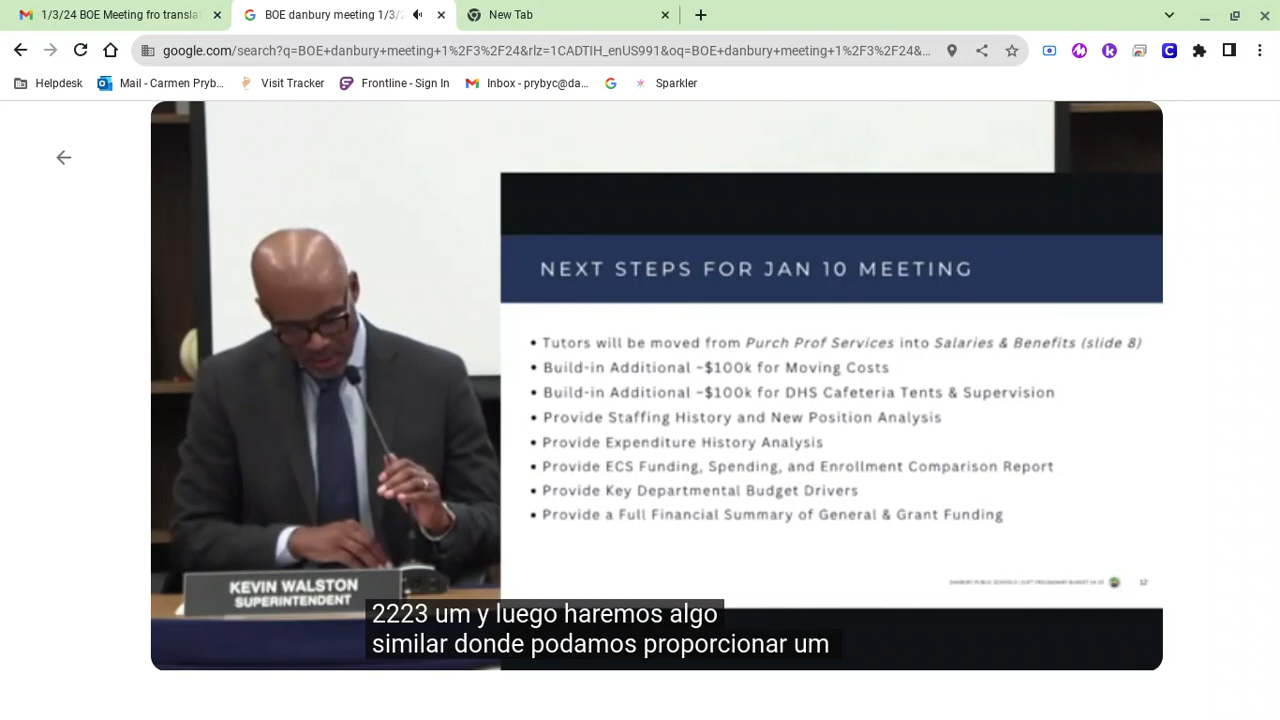 1/3/24 BOE Meeting fro transla
BOE danbury meeting 1/3/2
New Tab
google.com/search?q=BOE+danbury+meeting+1%2F3%2F24&rlz=1CADTIH_enUS991&oq=BOE+danbury+meeting+1%2F3%2F24&...
Helpdesk
Mail - Carmen Pryb...
Visit Tracker
Frontline - Sign In
Inbox - prybyc@da...
Sparkler
NEXT STEPS FOR JAN 10 MEETING
• Tutors will be moved from Purch Prof Services into Salaries & Benefits (slide 8)
• Build-in Additional ~$100k for Moving Costs
• Build-in Additional ~$100k for DHS Cafeteria Tents & Supervision
• Provide Staffing History and New Position Analysis
• Provide Expenditure History Analysis
• Provide ECS Funding, Spending, and Enrollment Comparison Report
• Provide Key Departmental Budget Drivers
• Provide a Full Financial Summary of General & Grant Funding
12
KEVIN WALSTON
SUPERINTENDENT
2223 um y luego haremos algo
similar donde podamos proporcionar um